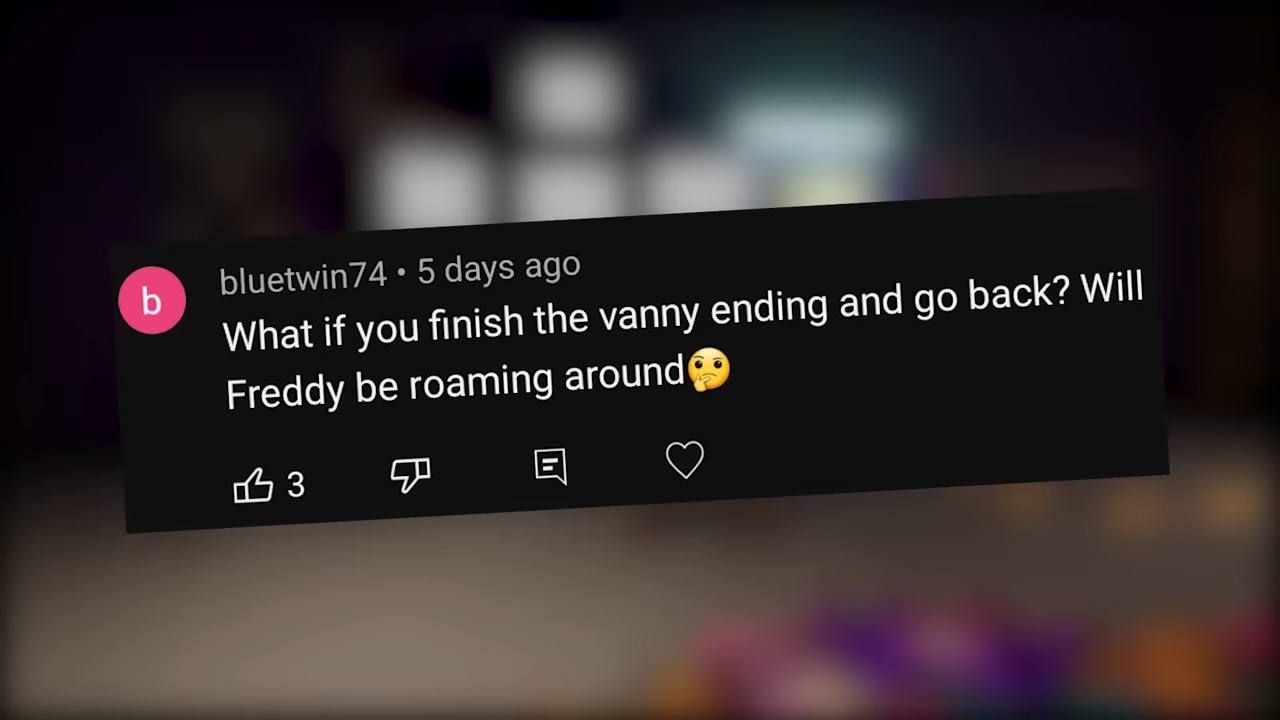 b
bluetwin74 • 5 days ago
What if you finish the vanny ending and go back? Will
Freddy be roaming around🤔
3